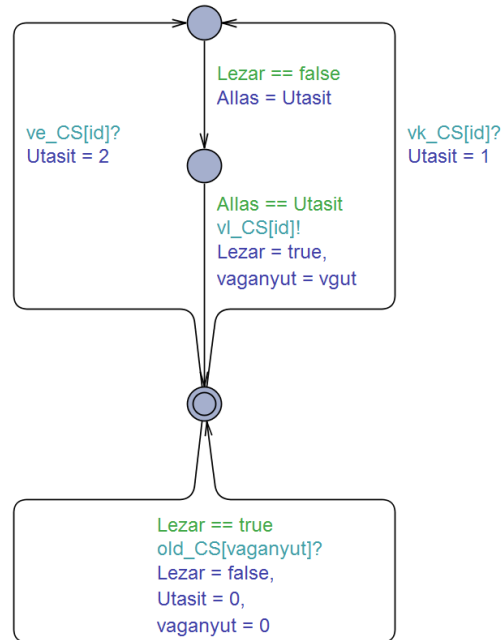 Lezar == false
Allas = Utasit
ve_CS[id]?
Utasit = 2
vk_CS[id]?
Utasit = 1
Allas == Utasit
vl_CS[id]!
Lezar = true,
vaganyut = vgut
Lezar == true
old_CS[vaganyut]?
Lezar = false,
Utasit = 0,
vaganyut = 0